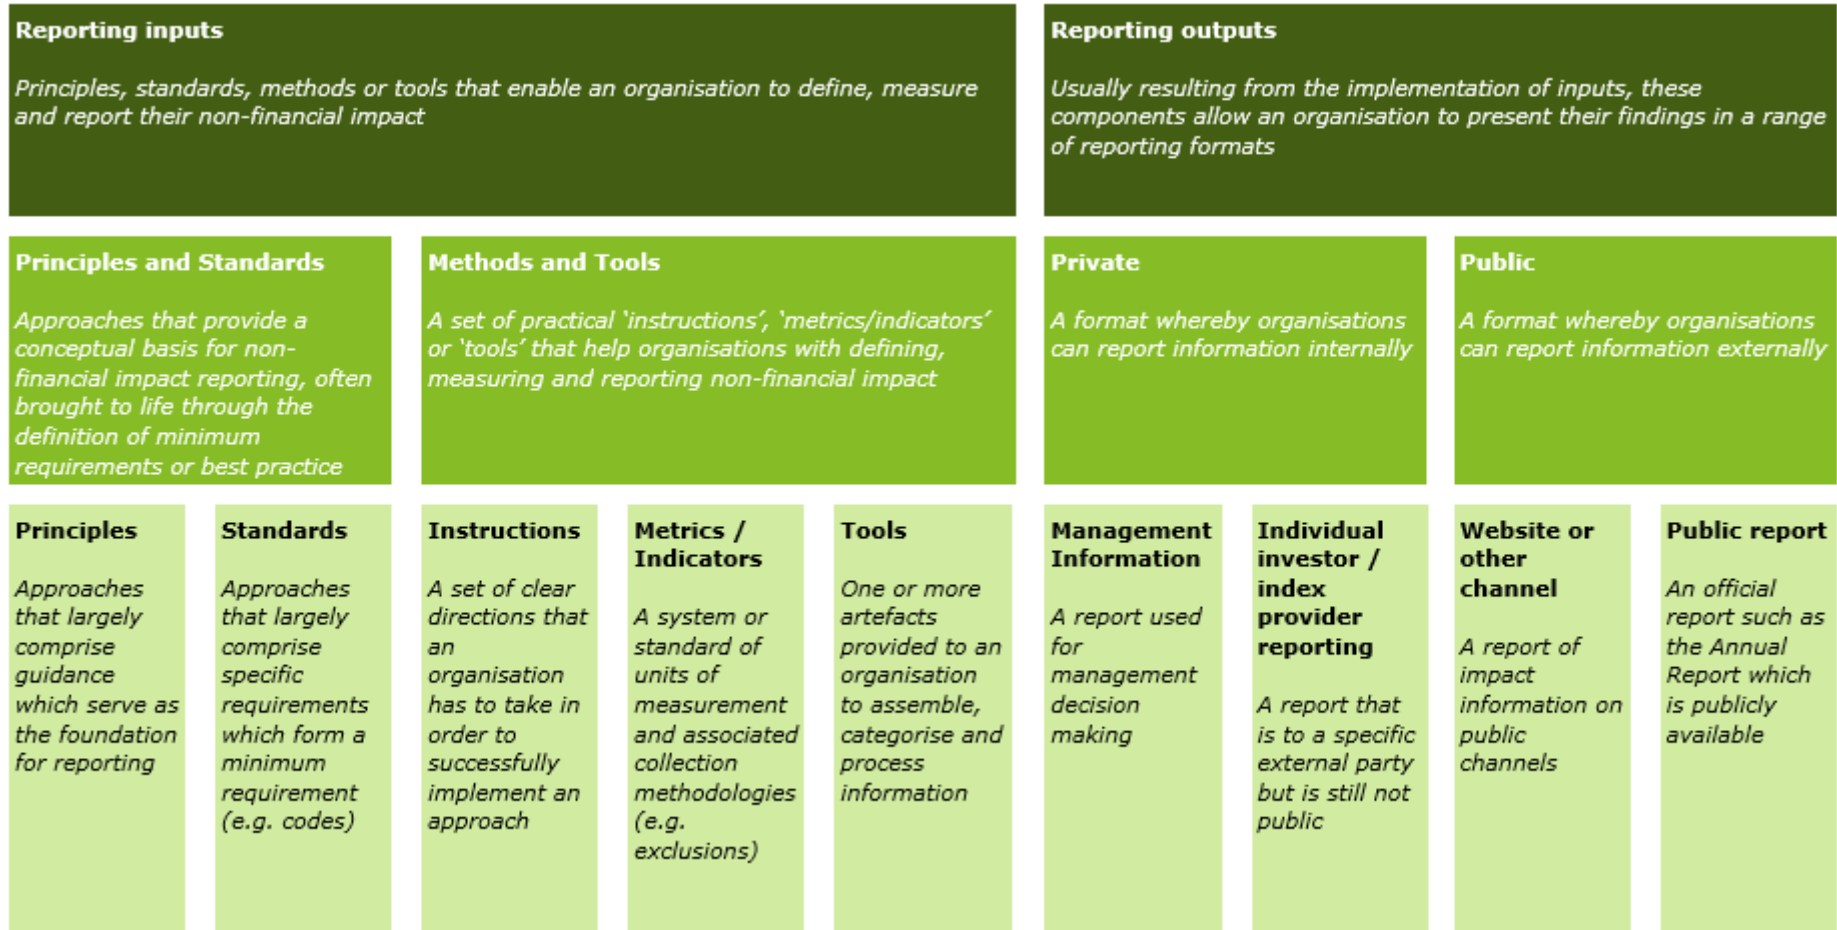 Reporting inputs
Principles, standards, methods or tools that enable an organisation to define, measure
and report their non-financial impact
Reporting outputs
Usually resulting from the implementation of inputs, these
components allow an organisation to present their findings in a range
of reporting formats
Principles and Standards
Approaches that provide a
conceptual basis for non-
financial impact reporting, often
brought to life through the
definition of minimum
requirements or best practice
Methods and Tools
A set of practical ‘instructions’, ‘metrics/indicators’
or ‘tools’ that help organisations with defining,
measuring and reporting non-financial impact
Private
A format whereby organisations
can report information internally
Public
A format whereby organisations
can report information externally
Principles
Approaches
that largely
comprise
guidance
which serve as
the foundation
for reporting
Standards
Approaches
that largely
comprise
specific
requirements
which form a
minimum
requirement
(e.g. codes)
Instructions
A set of clear
directions that
an
organisation
has to take in
order to
successfully
implement an
approach
Metrics /
Indicators
A system or
standard of
units of
measurement
and associated
collection
methodologies
(e.g.
exclusions)
Tools
One or more
artefacts
provided to an
organisation
to assemble,
categorise and
process
information
Management
Information
A report used
for
management
decision
making
Individual
investor /
index
provider
reporting
A report that
is to a specific
external party
but is still not
public
Website or
other
channel
A report of
impact
information on
public
channels
Public report
An official
report such as
the Annual
Report which
is publicly
available